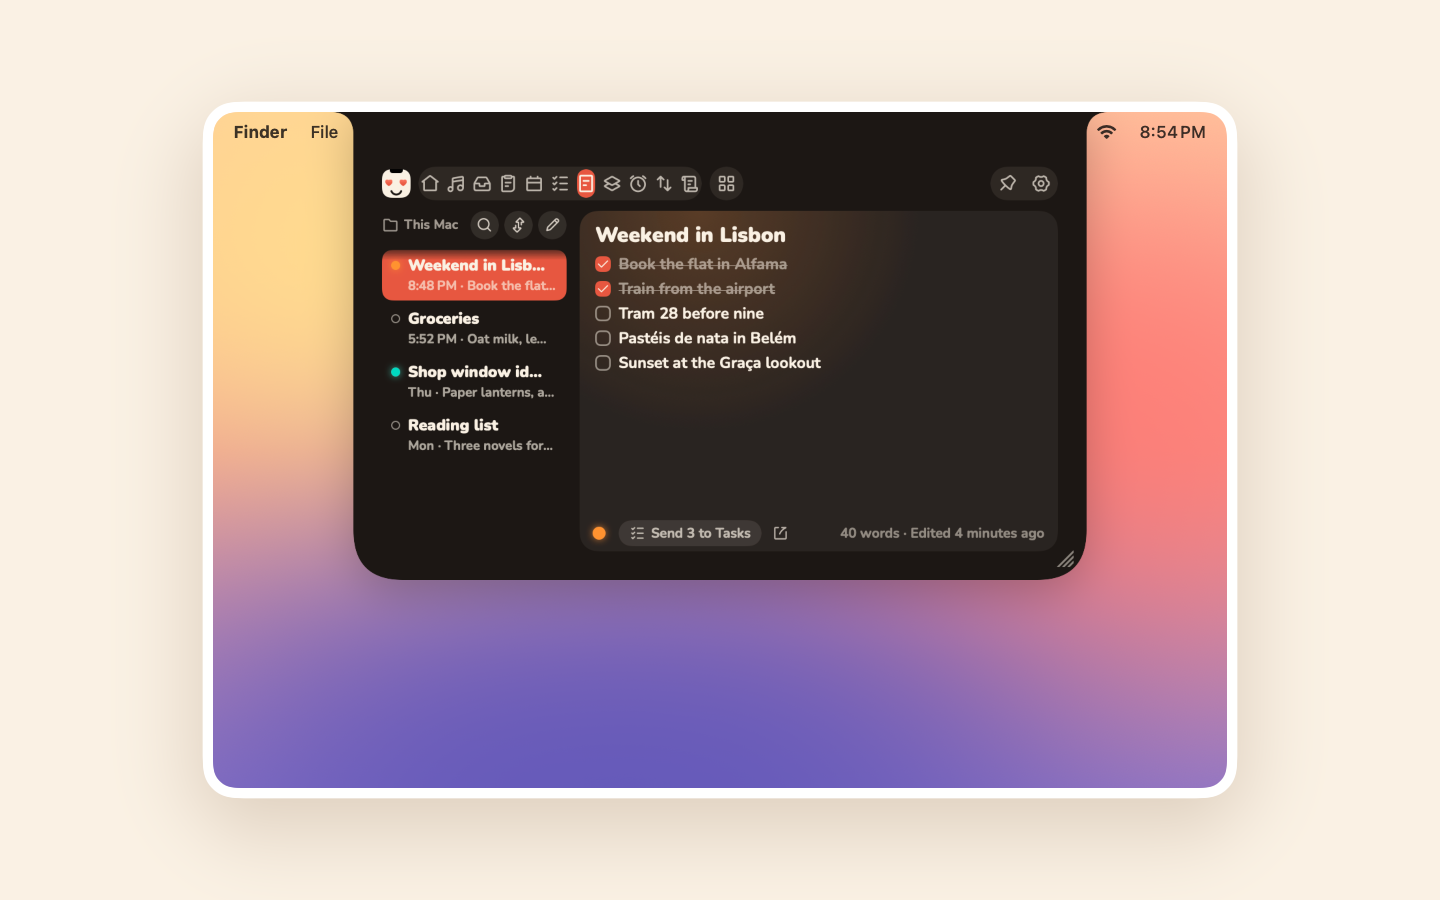 Finder File 8:54 PM
This Mac
Weekend in Lisb...
8:48 PM · Book the flat...
Groceries
5:52 PM · Oat milk, le...
Shop window id...
Thu · Paper lanterns, a...
Reading list
Mon · Three novels for...
Weekend in Lisbon
Book the flat in Alfama
Train from the airport
Tram 28 before nine
Pastéis de nata in Belém
Sunset at the Graça lookout
Send 3 to Tasks
40 words · Edited 4 minutes ago